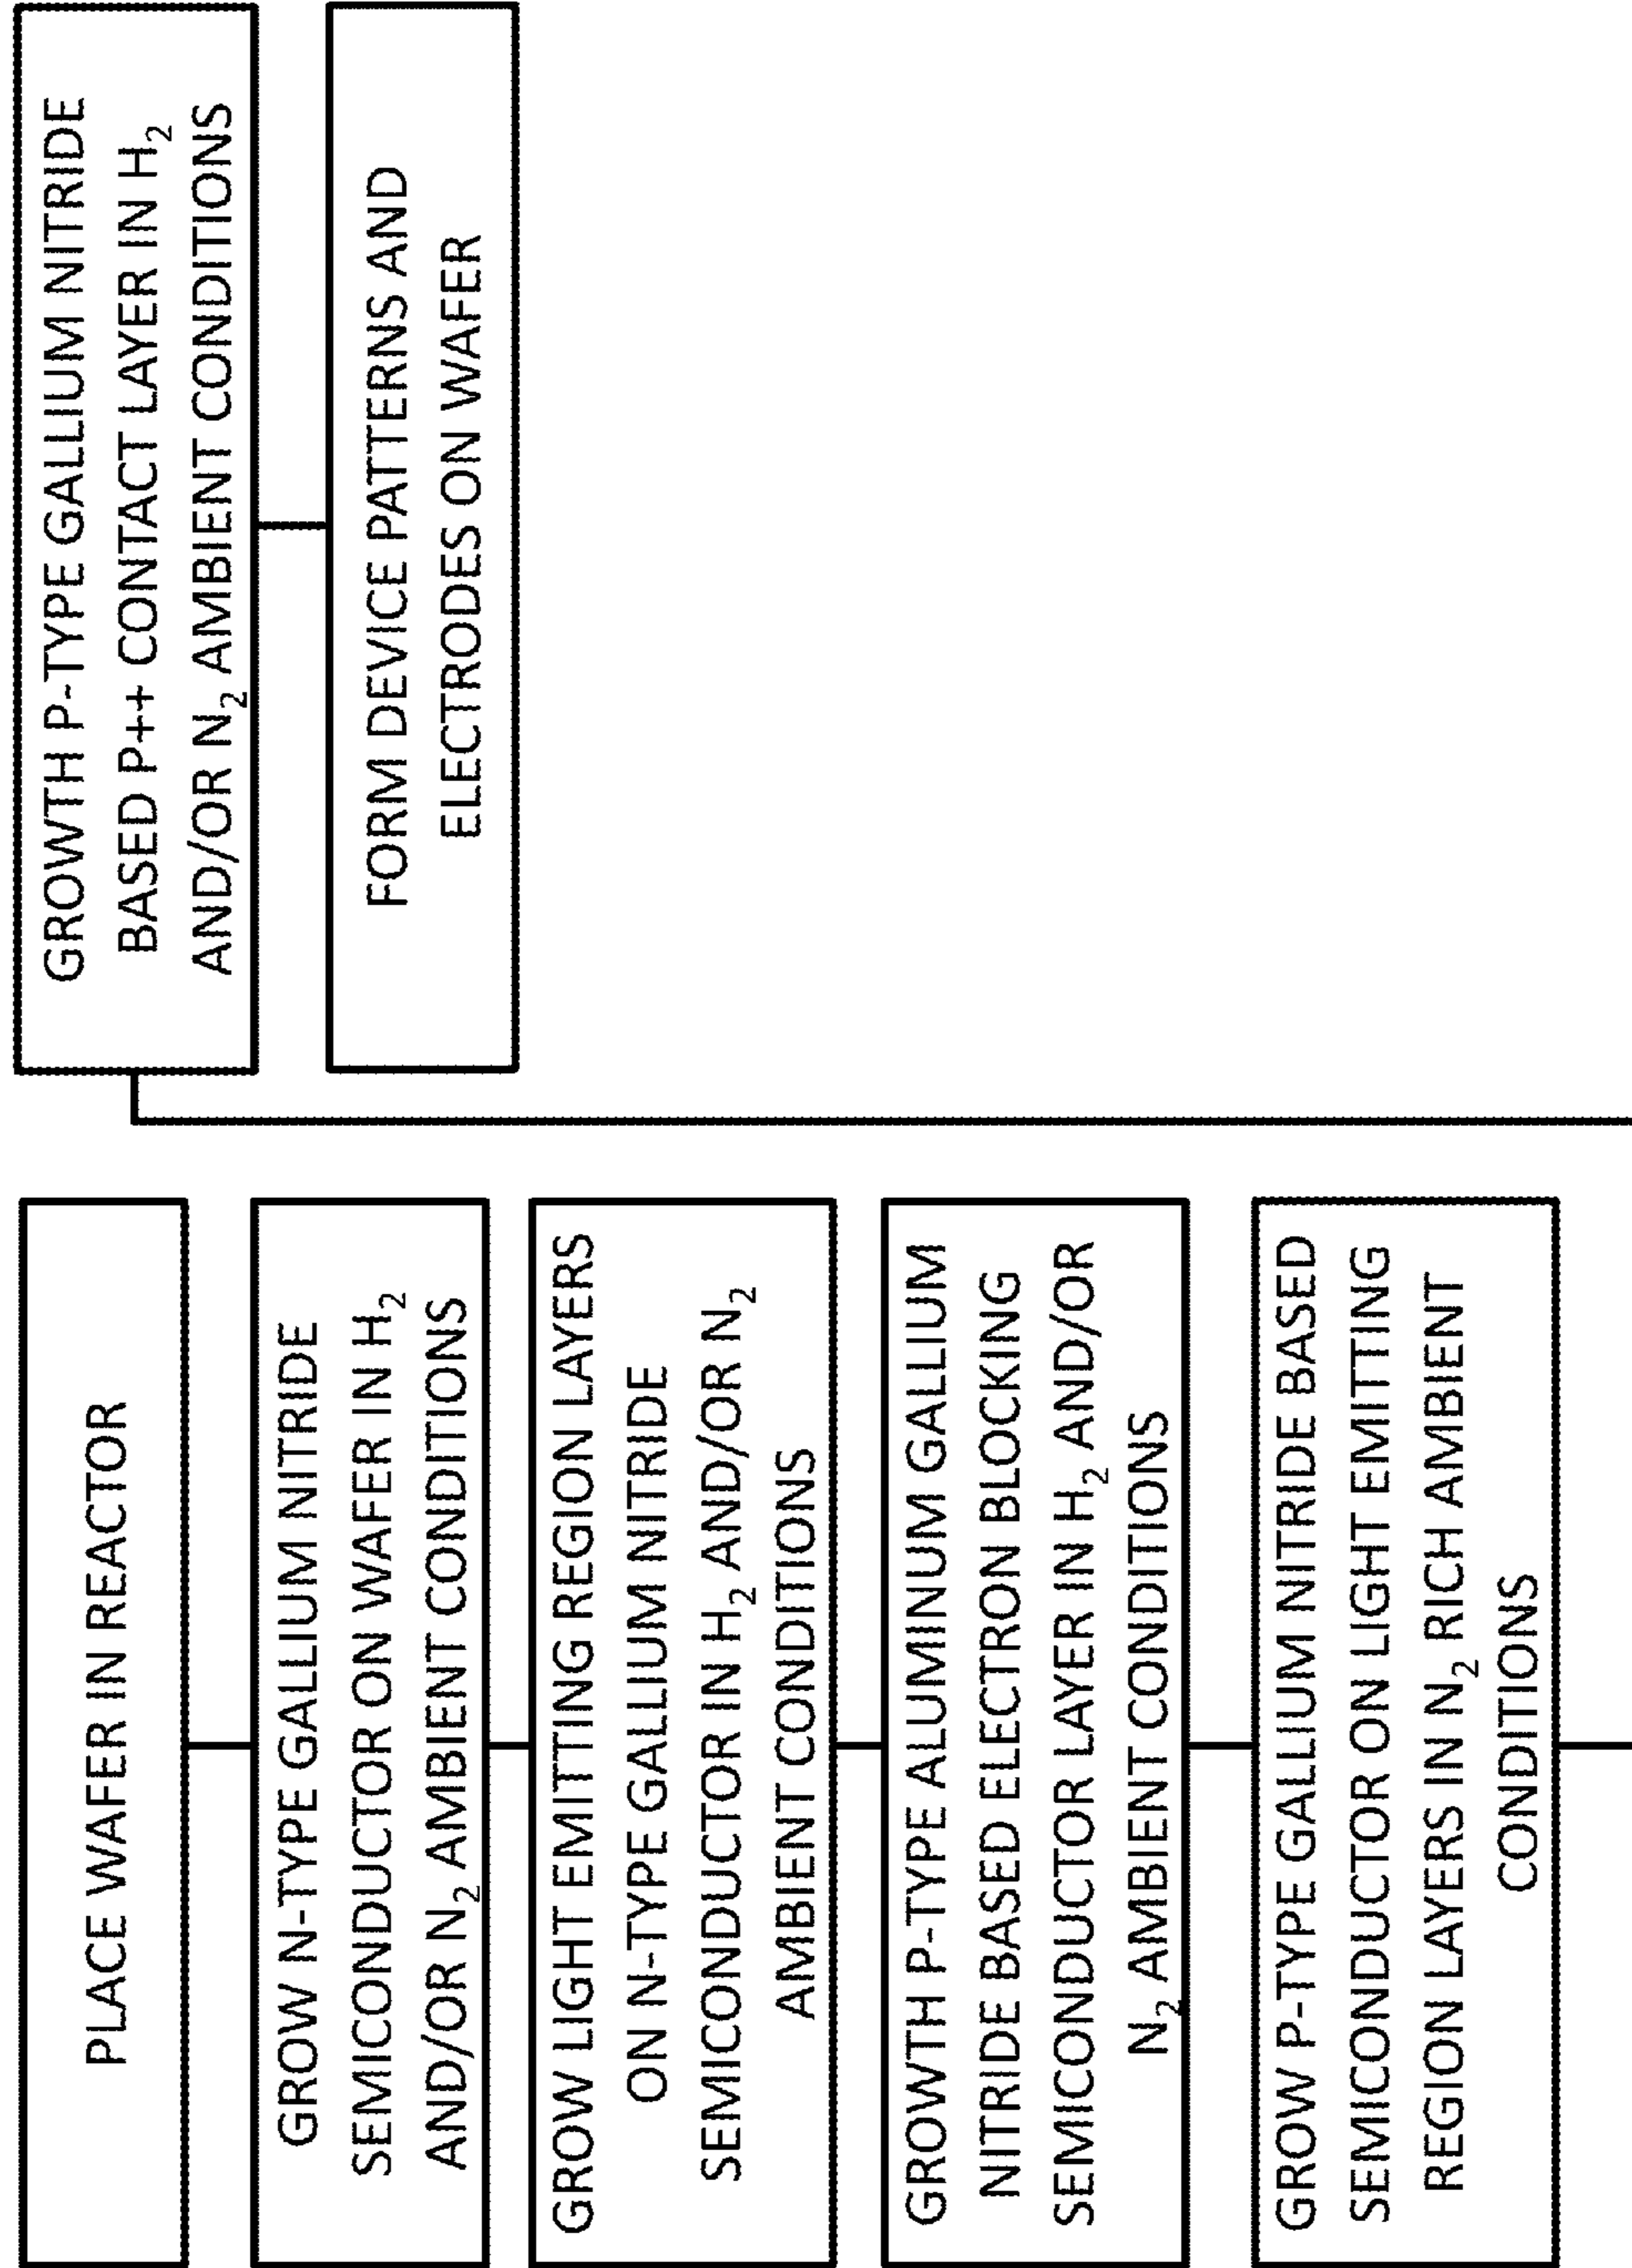 PLACE WAFER IN REACTOR
GROW N-TYPE GALLIUM NITRIDE
SEMICONDUCTOR ON WAFER IN H₂
AND/OR N₂ AMBIENT CONDITIONS
GROW LIGHT EMITTING REGION LAYERS
ON N-TYPE GALLIUM NITRIDE
SEMICONDUCTOR IN H₂ AND/OR N₂
AMBIENT CONDITIONS
GROWTH P-TYPE ALUMINUM GALLIUM
NITRIDE BASED ELECTRON BLOCKING
SEMICONDUCTOR LAYER IN H₂ AND/OR
N₂ AMBIENT CONDITIONS
GROW P-TYPE GALLIUM NITRIDE BASED
SEMICONDUCTOR ON LIGHT EMITTING
REGION LAYERS IN N₂ RICH AMBIENT
CONDITIONS
GROWTH P-TYPE GALLIUM NITRIDE
BASED P++ CONTACT LAYER IN H₂
AND/OR N₂ AMBIENT CONDITIONS
FORM DEVICE PATTERNS AND
ELECTRODES ON WAFER